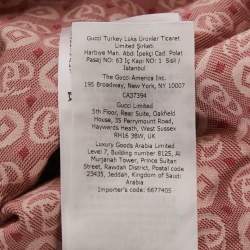 Gucci Turkey Lüks Ürünler Ticaret
Limited Şirketi
Harbiye Mah. Abdi İpekçi Cad. Polat
Pasajı NO: 63 İç Kapı NO: 1 Sisli /
Istanbul
The Gucci America Inc.
195 Broadway, New York, NY 10007
CA37394
Gucci Limited
5th Floor, Rear Suite, Oakfield
House, 35 Perrymount Road,
Haywards Heath, West Sussex
RH16 3BW, UK
Luxury Goods Arabia Limited
Level 7, Building number 8125, Al
Murjanah Tower, Prince Sultan
Street, Rawdah District, Postal code
23435, Jeddah, Kingdom of Saudi
Arabia
Importer's code: 6677405